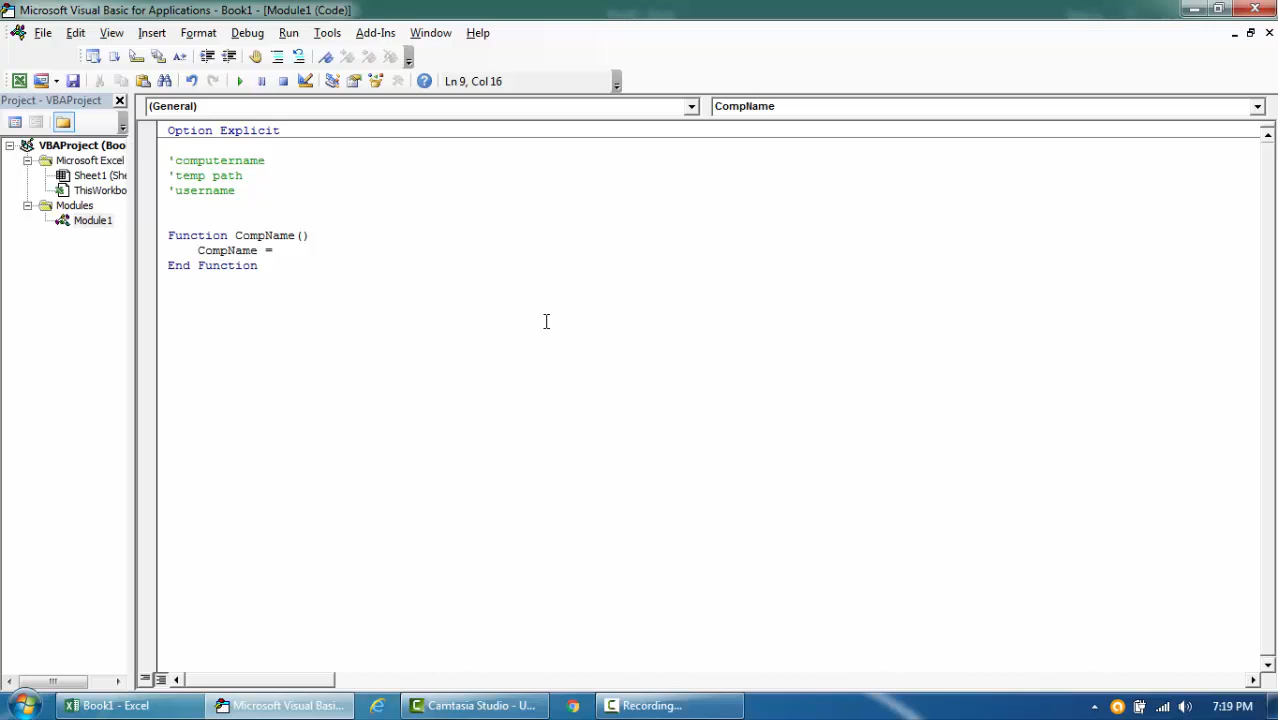 Microsoft Visual Basic for Applications - Book1 - [Module1 (Code)]
File Edit View Insert Format Debug Run Tools Add-Ins Window Help
Ln 9, Col 16
Project - VBAProject
(General) CompName
VBAProject (Boo
Microsoft Excel
Sheet1 (She
ThisWorkbo
Modules
Module1
Option Explicit
'computername
'temp path
'username
Function CompName()
CompName =
End Function
Book1 - Excel Microsoft Visual Basi... Camtasia Studio - U... Recording... 7:19 PM